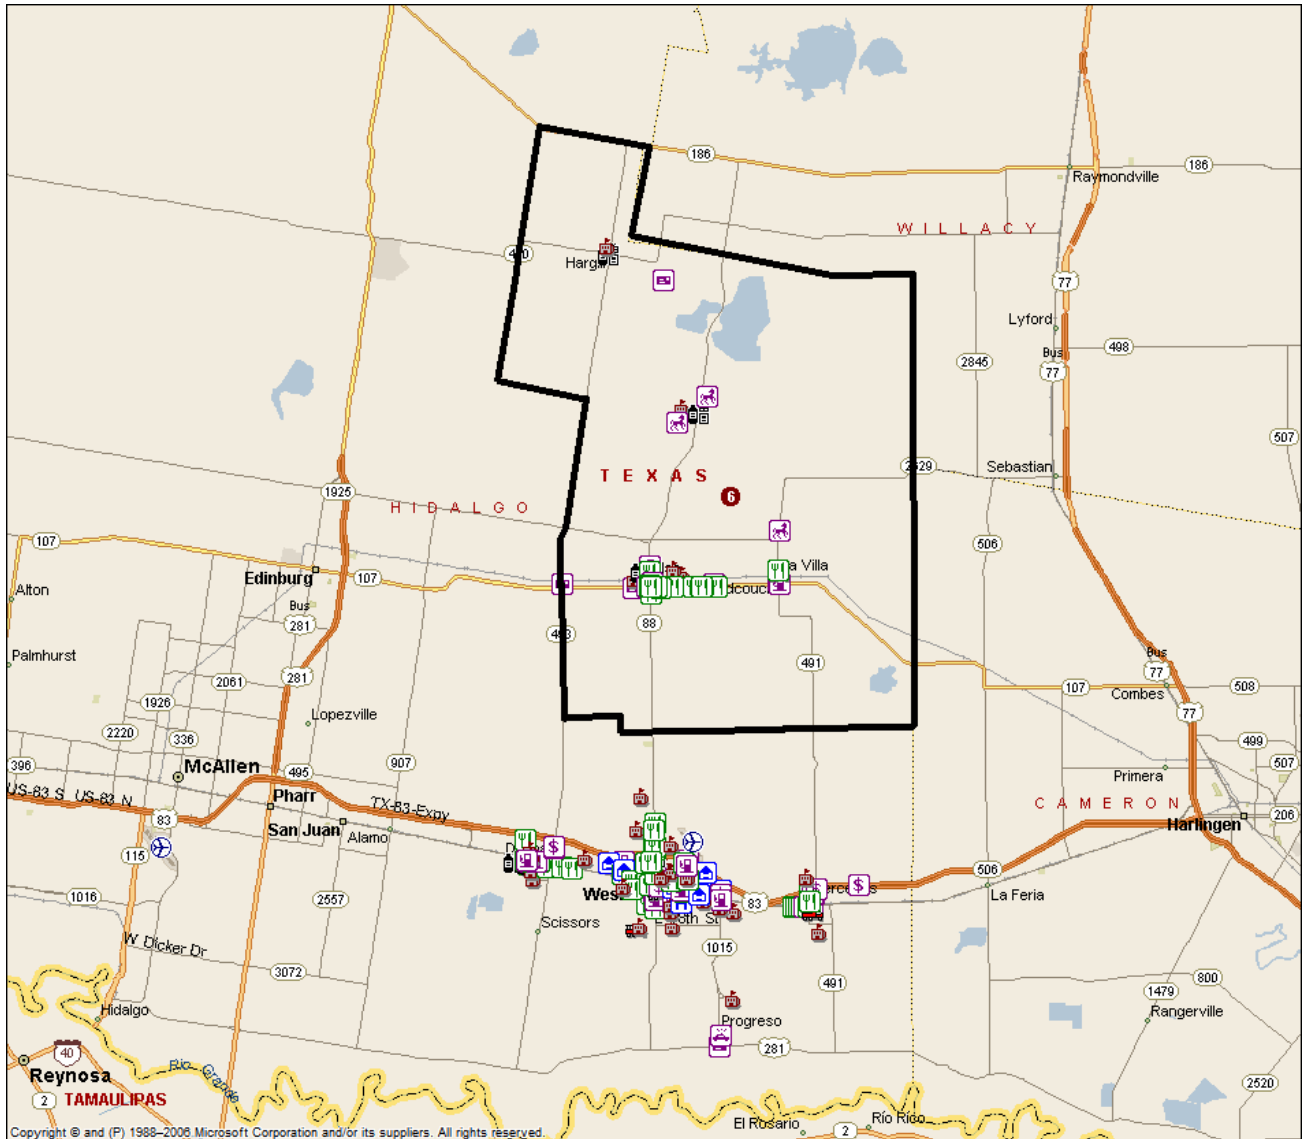 186
186
Raymondville
W I L L A C Y
Harg
77
Lyford
498
Bus
77
2845
507
Sebastian
T E X A S
6
1925
H I D A L G O
107
506
Edinburg
107
a Villa
dcouc
Alton
Bus
281
88
493
Palmhurst
491
Bus
77
281
2061
107
508
Combes
1926
Lopezville
77
2220
336
499
396
McAllen
495
907
507
Primera
US-83 S US-83 N
Pharr
TX-83-Expy
C A M E R O N
83
San Juan
Alamo
Harlingen
206
115
506
1016
2557
Wes
83
La Feria
Scissors
W Dicker Dr
1015
3072
491
800
1479
Hidalgo
Progreso
Rangerville
40
281
Reynosa
Rio Grande
2520
2
TAMAULIPAS
El Rosario
Río Rico
2
Copyright © and (P) 1988–2006 Microsoft Corporation and/or its suppliers. All rights reserved.